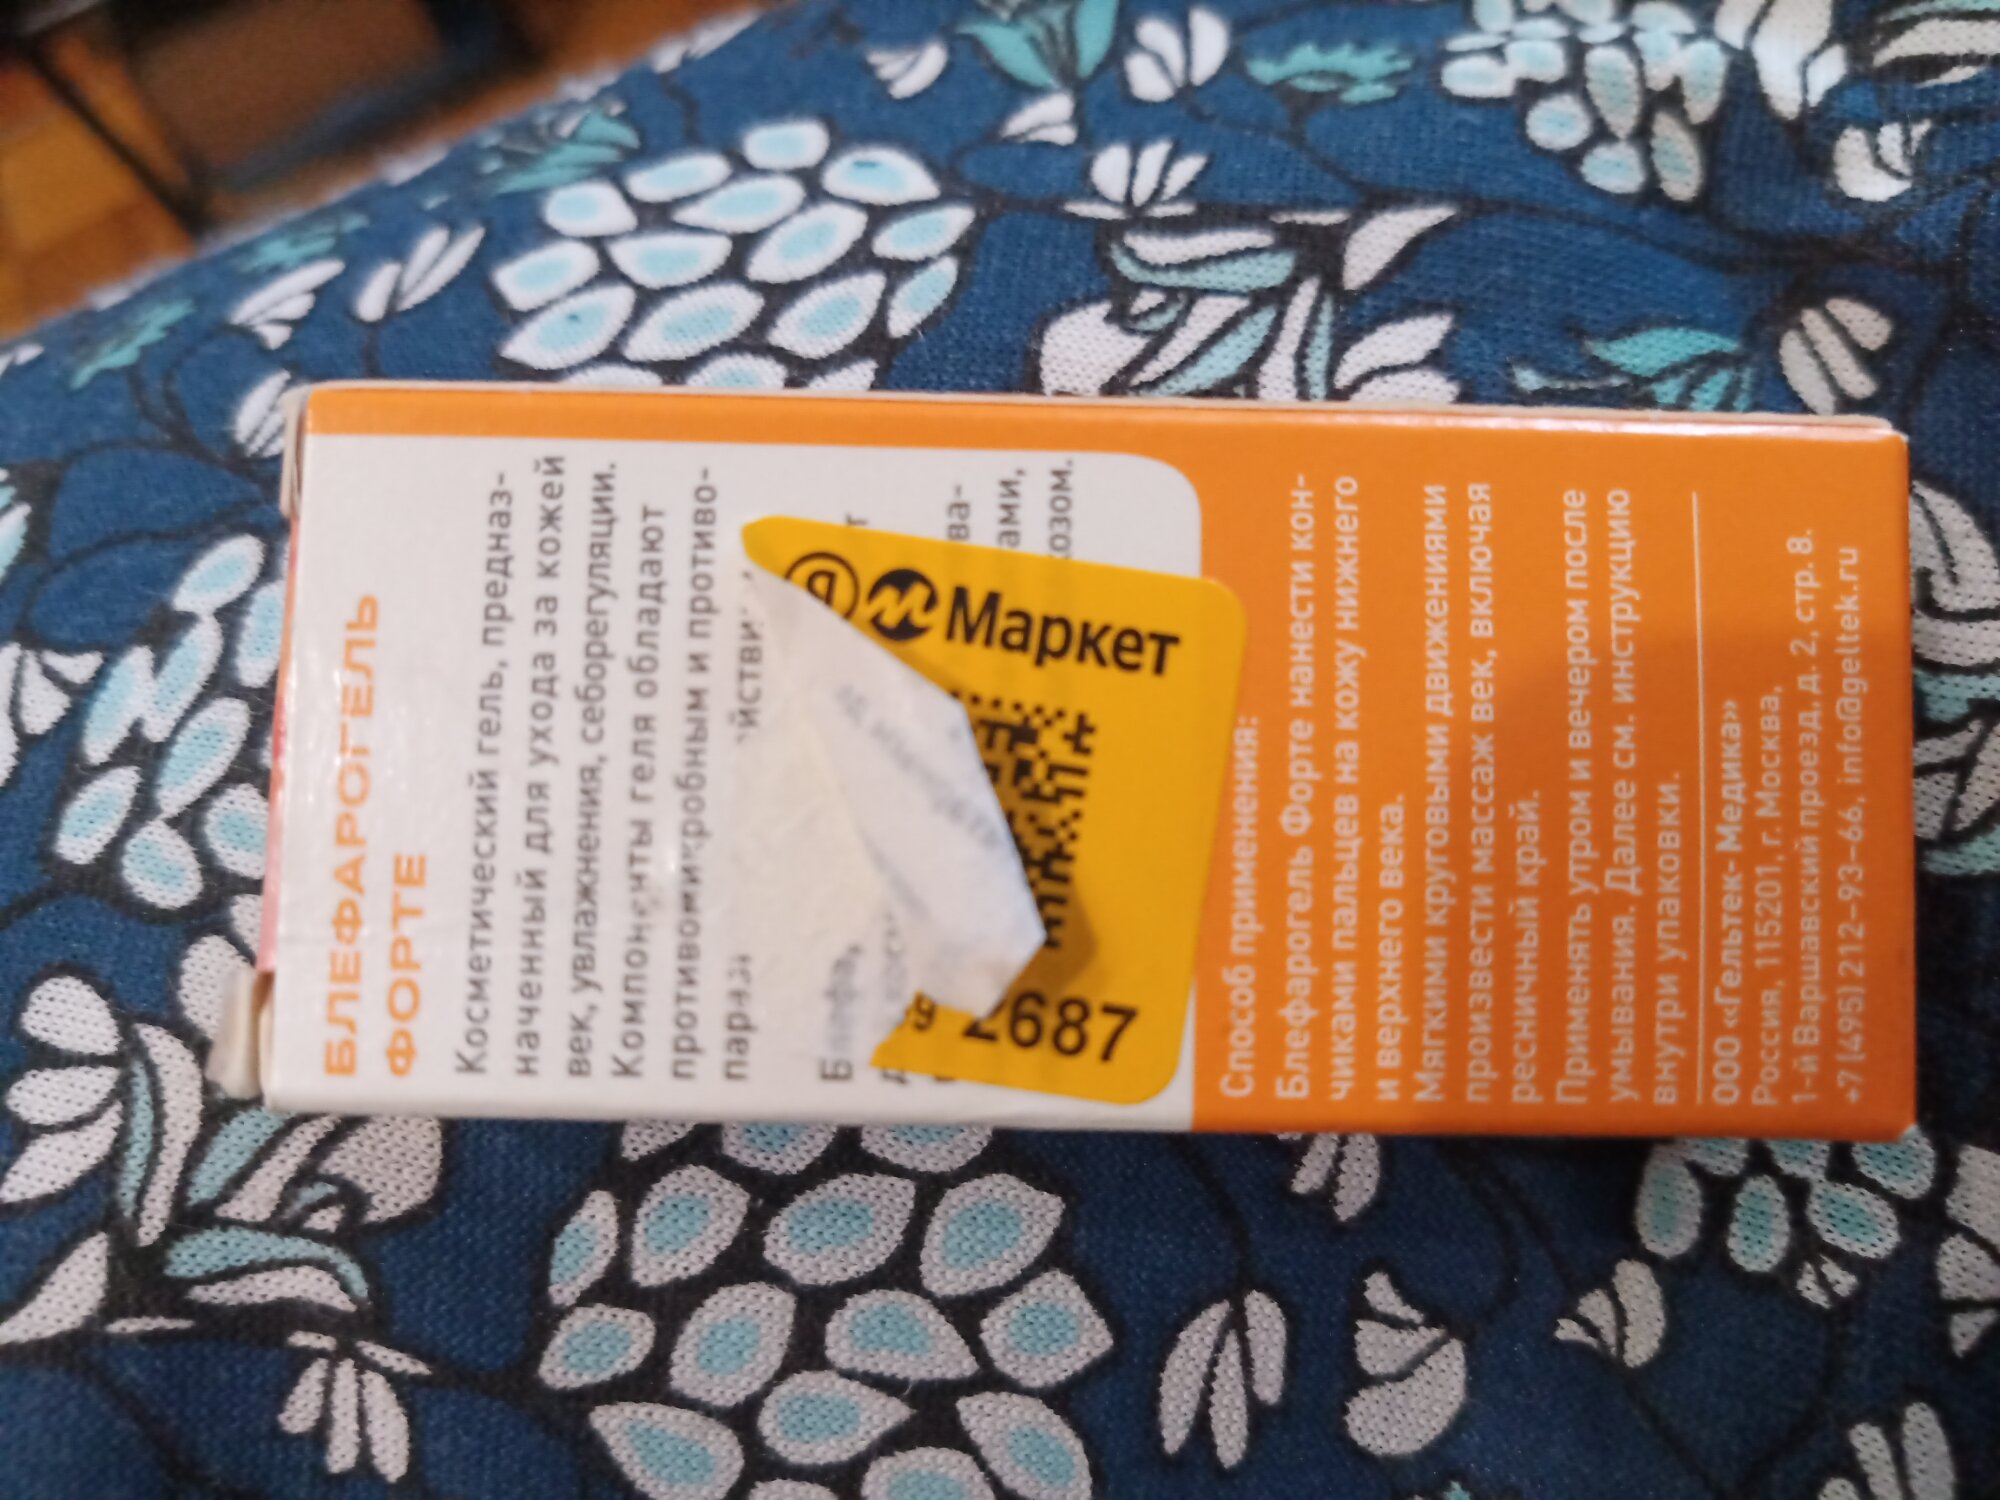 БЛЕФАРОГЕЛЬ
ФОРТЕ
Косметический гель, предназ-
наченный для ухода за кожей
век, увлажнения, себорегуляции.
Компоненты геля обладают
противомикробным и противо-
Маркет
2687
Способ применения:
Блефарогель Форте нанести кон-
чиками пальцев на кожу нижнего
и верхнего века.
Мягкими круговыми движениями
произвести массаж век, включая
ресничный край.
Применять утром и вечером после
умывания. Далее см. инструкцию
внутри упаковки.
ООО «Гельтек-Медика»
Россия, 115201, г. Москва,
1-й Варшавский проезд, д. 2, стр. 8.
+7 (495) 212-93-66, info@geltek.ru